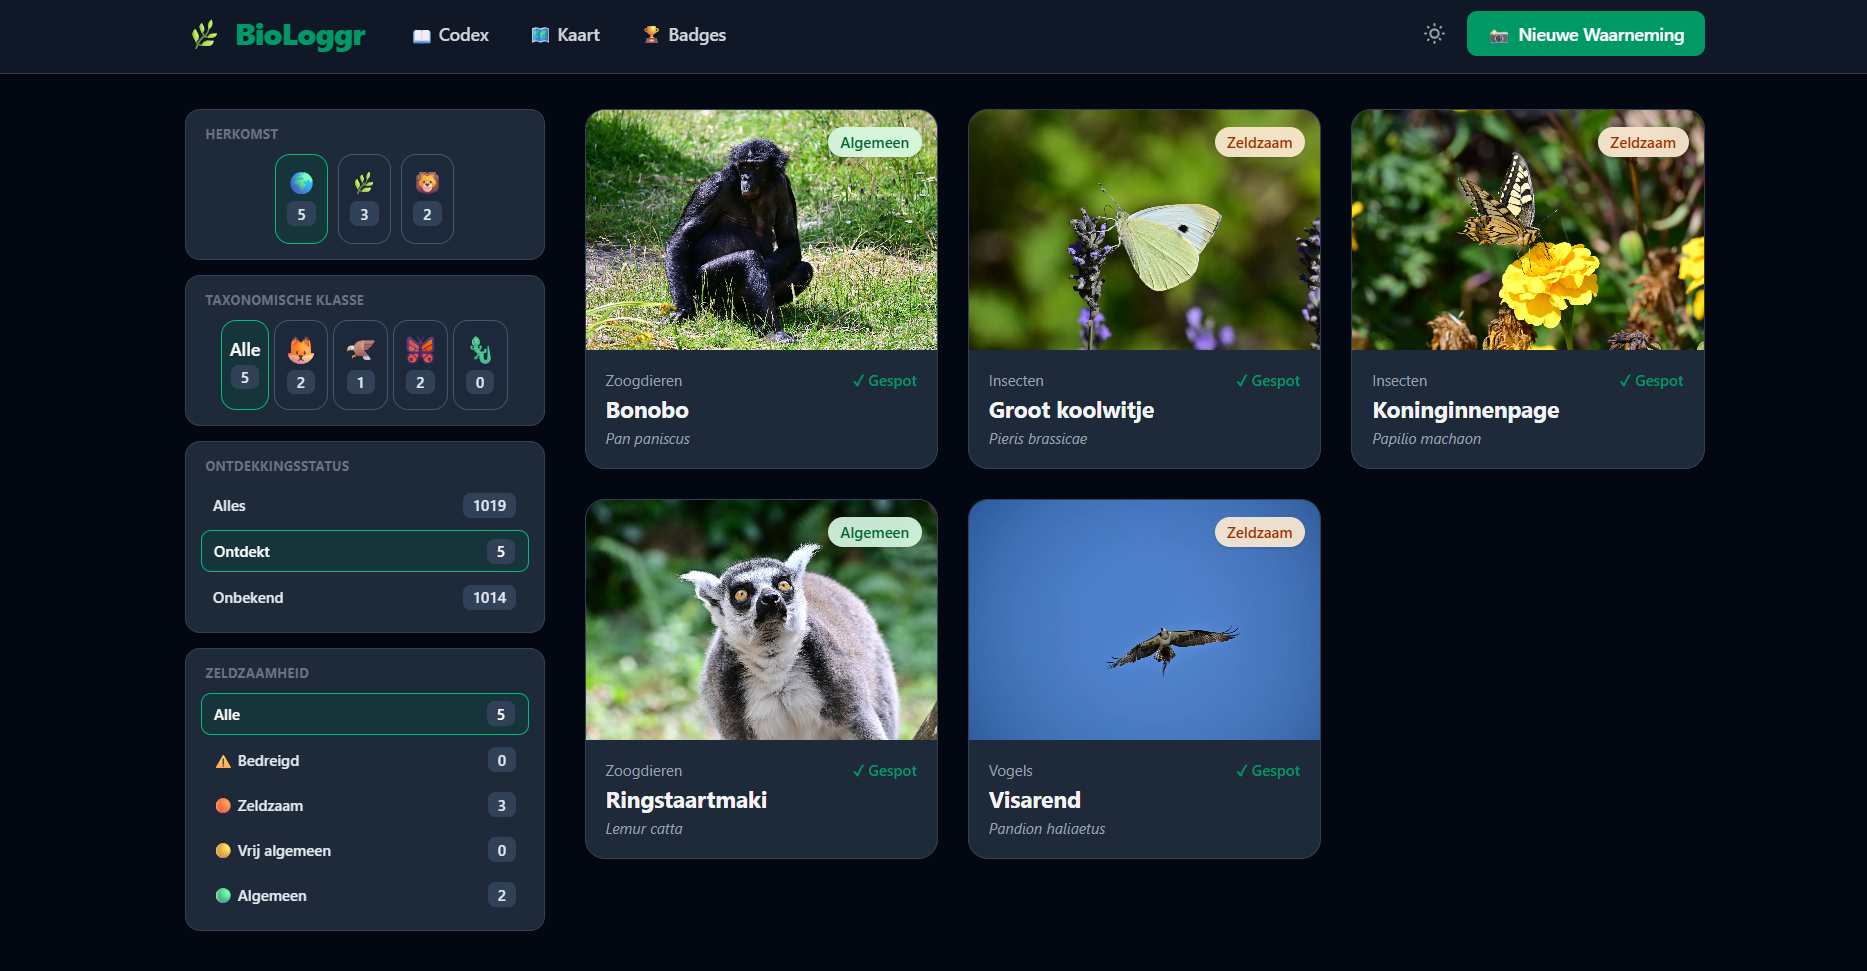 BioLoggr
Codex
Kaart
Badges
Nieuwe Waarneming
HERKOMST
5
3
2
TAXONOMISCHE KLASSE
Alle
5
2
1
2
0
ONTDEKKINGSSTATUS
Alles 1019
Ontdekt 5
Onbekend 1014
ZELDZAAMHEID
Alle 5
Bedreigd 0
Zeldzaam 3
Vrij algemeen 0
Algemeen 2
Algemeen
Zoogdieren ✓ Gespot
Bonobo
Pan paniscus
Zeldzaam
Insecten ✓ Gespot
Groot koolwitje
Pieris brassicae
Zeldzaam
Insecten ✓ Gespot
Koninginnenpage
Papilio machaon
Algemeen
Zoogdieren ✓ Gespot
Ringstaartmaki
Lemur catta
Zeldzaam
Vogels ✓ Gespot
Visarend
Pandion haliaetus